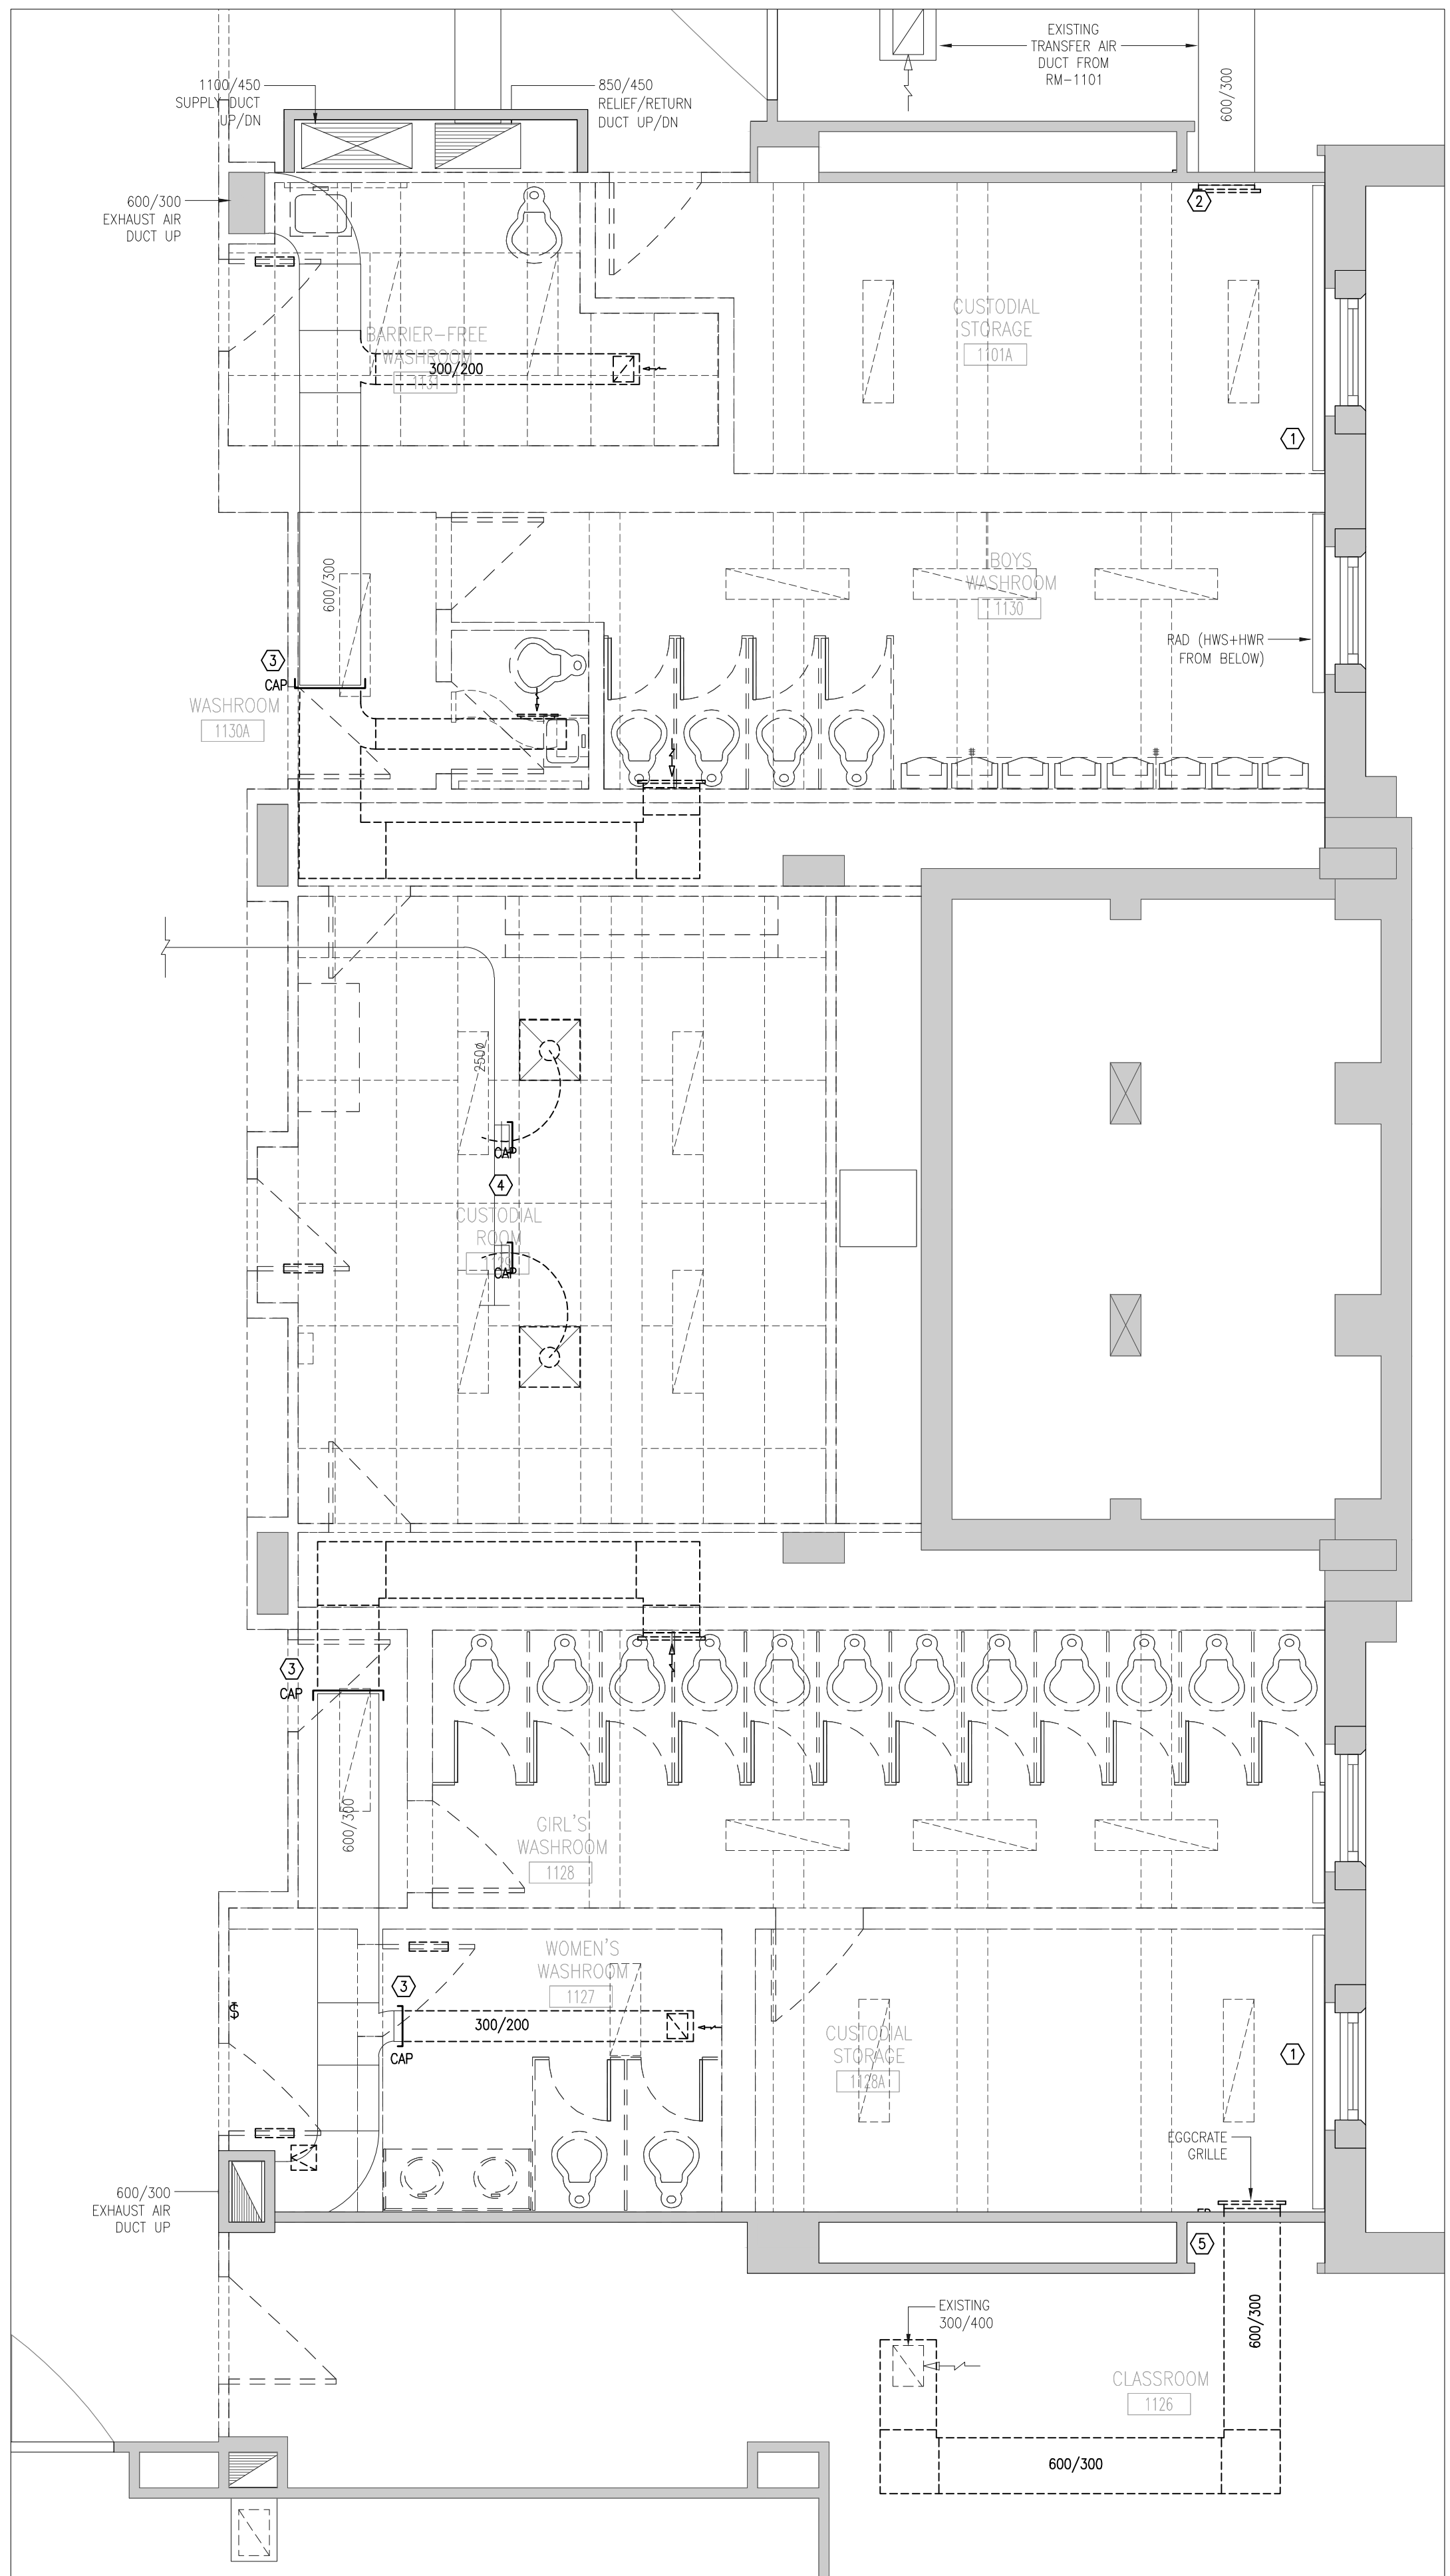 EXISTING
TRANSFER AIR
DUCT FROM
RM-1101
600/300
1100/450
SUPPLY DUCT
UP/DN
850/450
RELIEF/RETURN
DUCT UP/DN
600/300
EXHAUST AIR
DUCT UP
2
BARRIER-FREE
WASHROOM
1131
300/200
CUSTODIAL
STORAGE
1101A
1
600/300
BOYS
WASHROOM
1130
RAD (HWS+HWR
FROM BELOW)
3
CAP
WASHROOM
1130A
250Ø
CAP
4
CUSTODIAL
ROOM
CAP
3
CAP
600/300
GIRL'S
WASHROOM
1128
WOMEN'S
WASHROOM
1127
3
300/200
CAP
$
CUSTODIAL
STORAGE
1128A
1
EGGCRATE
GRILLE
600/300
EXHAUST AIR
DUCT UP
5
EXISTING
300/400
600/300
CLASSROOM
1126
600/300